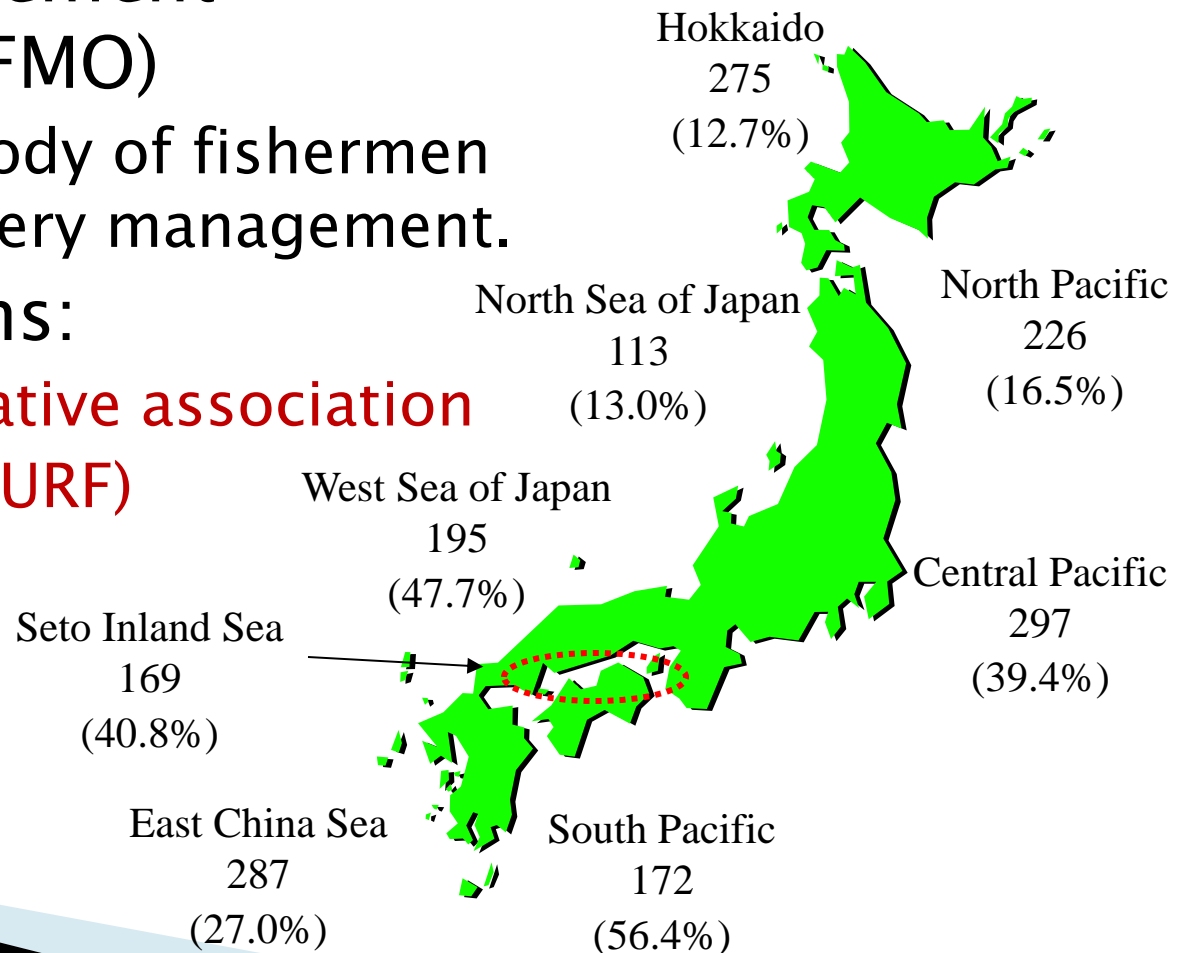 ement
FMO)
ody of fishermen
ery management.
ns:
ative association
URF)
Hokkaido
275
(12.7%)
North Sea of Japan
113
(13.0%)
North Pacific
226
(16.5%)
West Sea of Japan
195
(47.7%)
Central Pacific
297
(39.4%)
Seto Inland Sea
169
(40.8%)
East China Sea
287
(27.0%)
South Pacific
172
(56.4%)